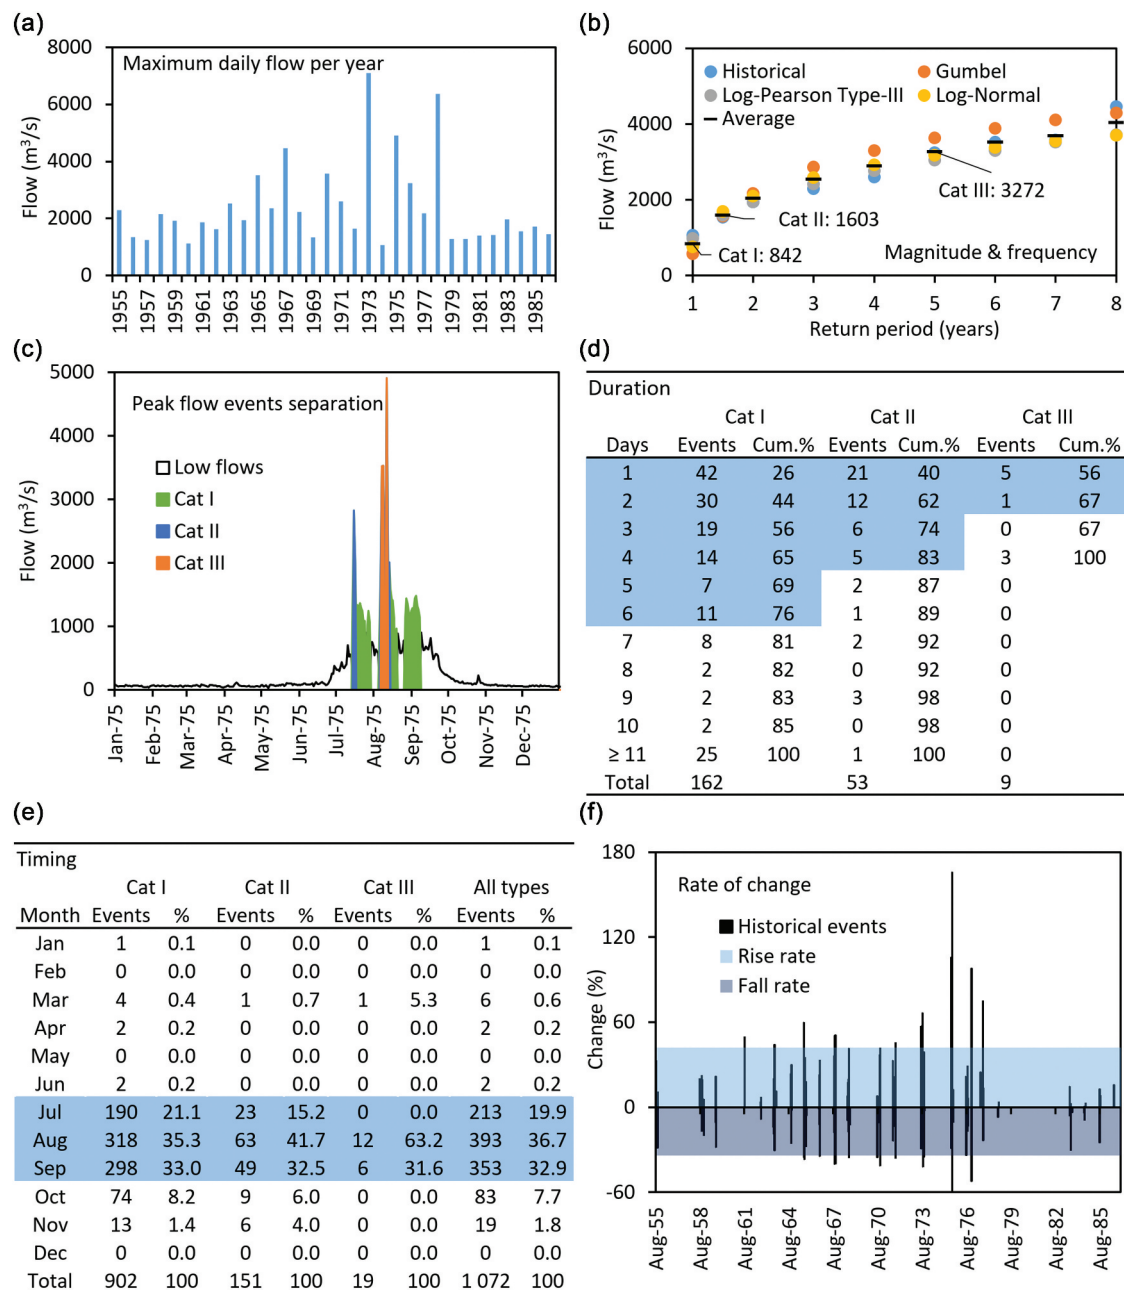 (a)
8000
6000
4000
2000
0
Flow (m³/s)
Maximum daily flow per year
1955
1957
1959
1961
1963
1965
1967
1969
1971
1973
1975
1977
1979
1981
1983
1985
(b)
6000
4000
2000
0
Flow (m³/s)
Historical
Gumbel
Log-Pearson Type-III
Log-Normal
Average
Cat III: 3272
Cat II: 1603
Cat I: 842
Magnitude & frequency
1 2 3 4 5 6 7 8
Return period (years)
(c)
5000
4000
3000
2000
1000
0
Flow (m³/s)
Peak flow events separation
Low flows
Cat I
Cat II
Cat III
Jan-75
Feb-75
Mar-75
Apr-75
May-75
Jun-75
Jul-75
Aug-75
Sep-75
Oct-75
Nov-75
Dec-75
(d)
Duration
Cat I Cat II Cat III
Days Events Cum.% Events Cum.% Events Cum.%
1 42 26 21 40 5 56
2 30 44 12 62 1 67
3 19 56 6 74 0 67
4 14 65 5 83 3 100
5 7 69 2 87 0
6 11 76 1 89 0
7 8 81 2 92 0
8 2 82 0 92 0
9 2 83 3 98 0
10 2 85 0 98 0
≥ 11 25 100 1 100 0
Total 162 53 9
(e)
Timing
Cat I Cat II Cat III All types
Month Events % Events % Events % Events %
Jan 1 0.1 0 0.0 0 0.0 1 0.1
Feb 0 0.0 0 0.0 0 0.0 0 0.0
Mar 4 0.4 1 0.7 1 5.3 6 0.6
Apr 2 0.2 0 0.0 0 0.0 2 0.2
May 0 0.0 0 0.0 0 0.0 0 0.0
Jun 2 0.2 0 0.0 0 0.0 2 0.2
Jul 190 21.1 23 15.2 0 0.0 213 19.9
Aug 318 35.3 63 41.7 12 63.2 393 36.7
Sep 298 33.0 49 32.5 6 31.6 353 32.9
Oct 74 8.2 9 6.0 0 0.0 83 7.7
Nov 13 1.4 6 4.0 0 0.0 19 1.8
Dec 0 0.0 0 0.0 0 0.0 0 0.0
Total 902 100 151 100 19 100 1 072 100
(f)
180
120
60
0
-60
Change (%)
Rate of change
Historical events
Rise rate
Fall rate
Aug-55
Aug-58
Aug-61
Aug-64
Aug-67
Aug-70
Aug-73
Aug-76
Aug-79
Aug-82
Aug-85